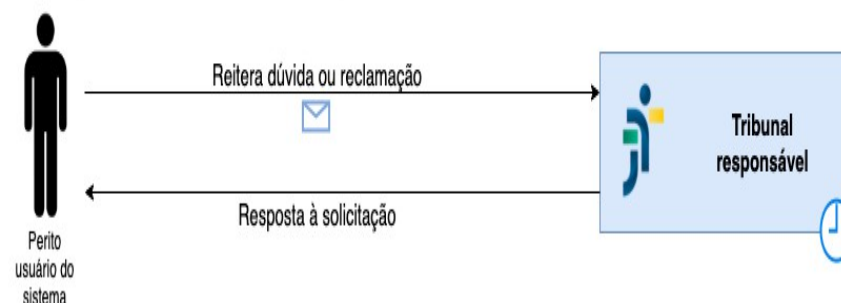 Reitera dúvida ou reclamação
Tribunal
responsável
Resposta à solicitação
Perito
usuário do
sistema